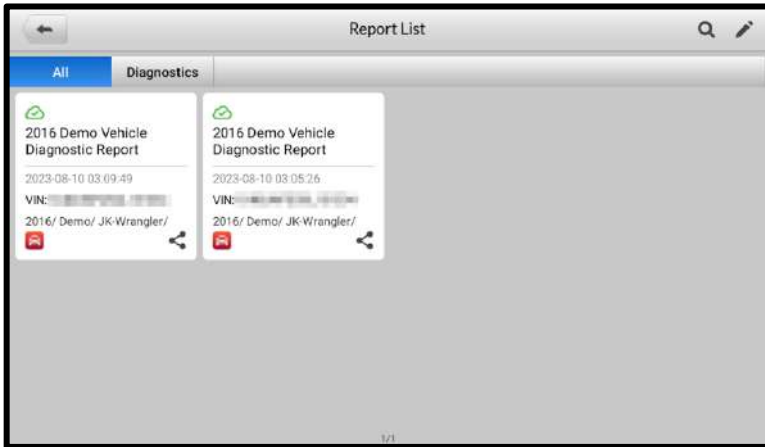 Report List
All
Diagnostics
2016 Demo Vehicle
Diagnostic Report
2023-08-10 03:09:49
VIN:
2016/ Demo/ JK-Wrangler/
2016 Demo Vehicle
Diagnostic Report
2023-08-10 03:05:26
VIN:
2016/ Demo/ JK-Wrangler/
1/1